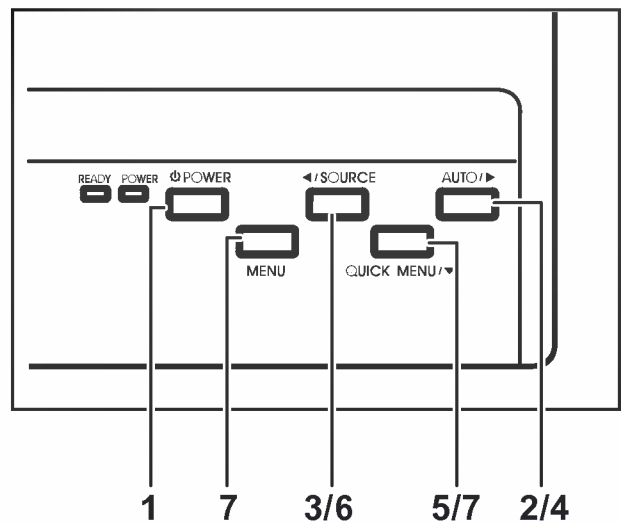 READY POWER ⏻ POWER ◀/SOURCE AUTO/▶
MENU QUICK MENU/▼
1 7 3/6 5/7 2/4